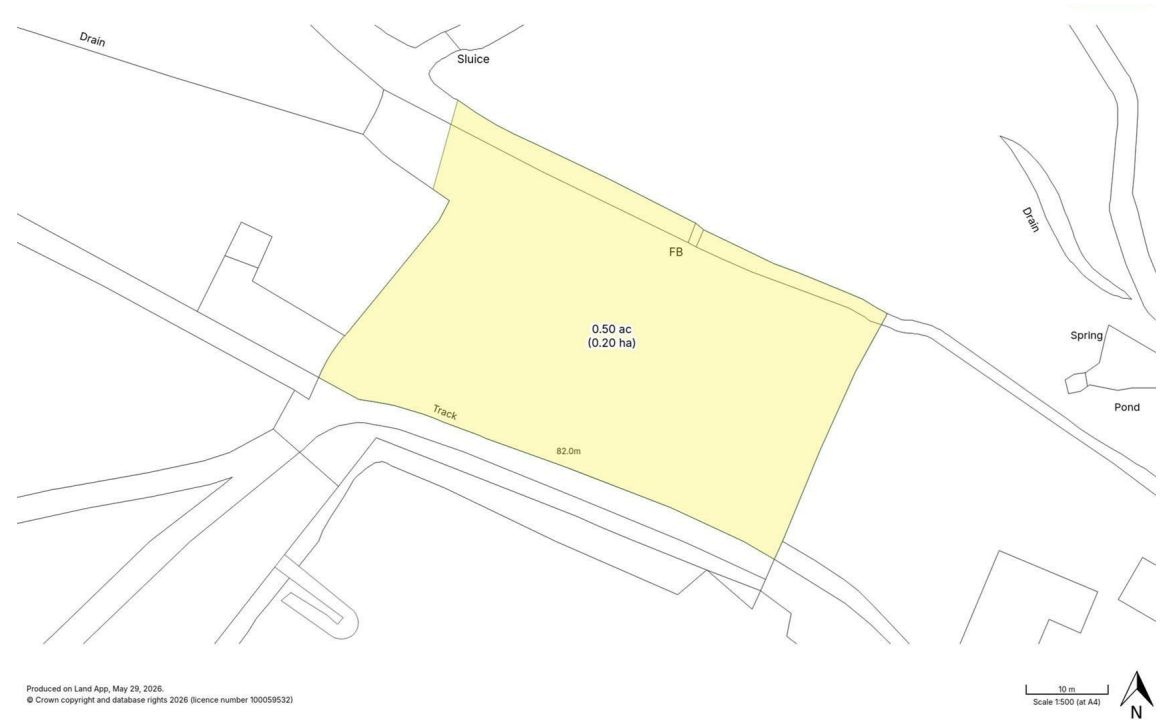 Drain
Sluice
Drain
FB
0.50 ac
(0.20 ha)
Spring
Pond
Track
82.0m
Produced on Land App, May 29, 2026.
© Crown copyright and database rights 2026 (licence number 100059532)
10 m
Scale 1:500 (at A4)
N